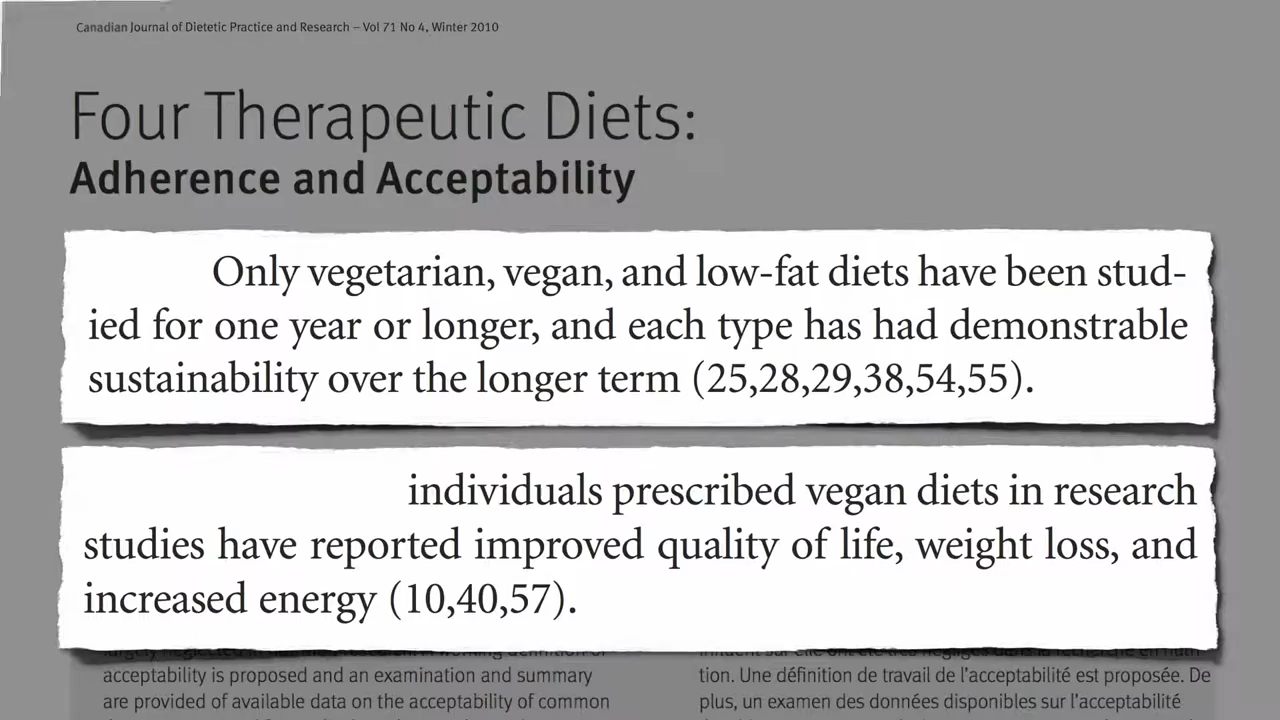 Canadian Journal of Dietetic Practice and Research – Vol 71 No 4, Winter 2010
Four Therapeutic Diets:
Adherence and Acceptability
Only vegetarian, vegan, and low-fat diets have been stud-
ied for one year or longer, and each type has had demonstrable
sustainability over the longer term (25,28,29,38,54,55).
individuals prescribed vegan diets in research
studies have reported improved quality of life, weight loss, and
increased energy (10,40,57).
acceptability is proposed and an examination and summary
are provided of available data on the acceptability of common
tion. Une définition de travail de l'acceptabilité est proposée. De
plus, un examen des données disponibles sur l'acceptabilité